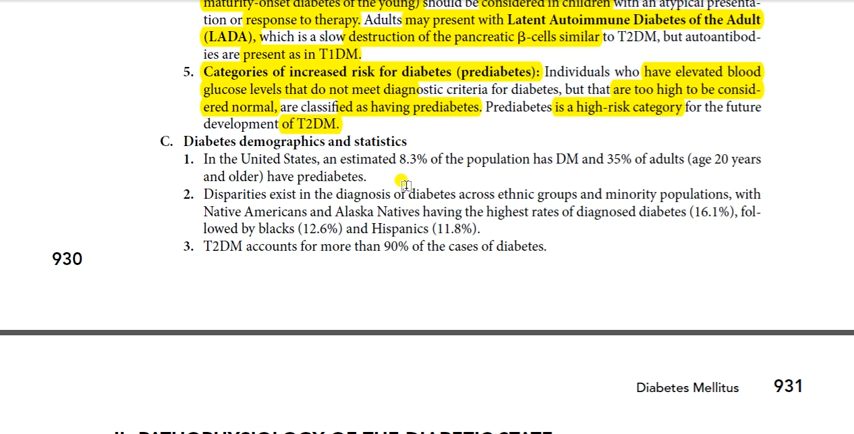 maturity-onset diabetes of the young) should be considered in children with an atypical presenta-
tion or response to therapy. Adults may present with Latent Autoimmune Diabetes of the Adult
(LADA), which is a slow destruction of the pancreatic β-cells similar to T2DM, but autoantibod-
ies are present as in T1DM.
5. Categories of increased risk for diabetes (prediabetes): Individuals who have elevated blood
glucose levels that do not meet diagnostic criteria for diabetes, but that are too high to be consid-
ered normal, are classified as having prediabetes. Prediabetes is a high-risk category for the future
development of T2DM.
C. Diabetes demographics and statistics
1. In the United States, an estimated 8.3% of the population has DM and 35% of adults (age 20 years
and older) have prediabetes.
2. Disparities exist in the diagnosis of diabetes across ethnic groups and minority populations, with
Native Americans and Alaska Natives having the highest rates of diagnosed diabetes (16.1%), fol-
lowed by blacks (12.6%) and Hispanics (11.8%).
3. T2DM accounts for more than 90% of the cases of diabetes.
930
Diabetes Mellitus 931
II. PATHOPHYSIOLOGY OF THE DIABETIC STATE